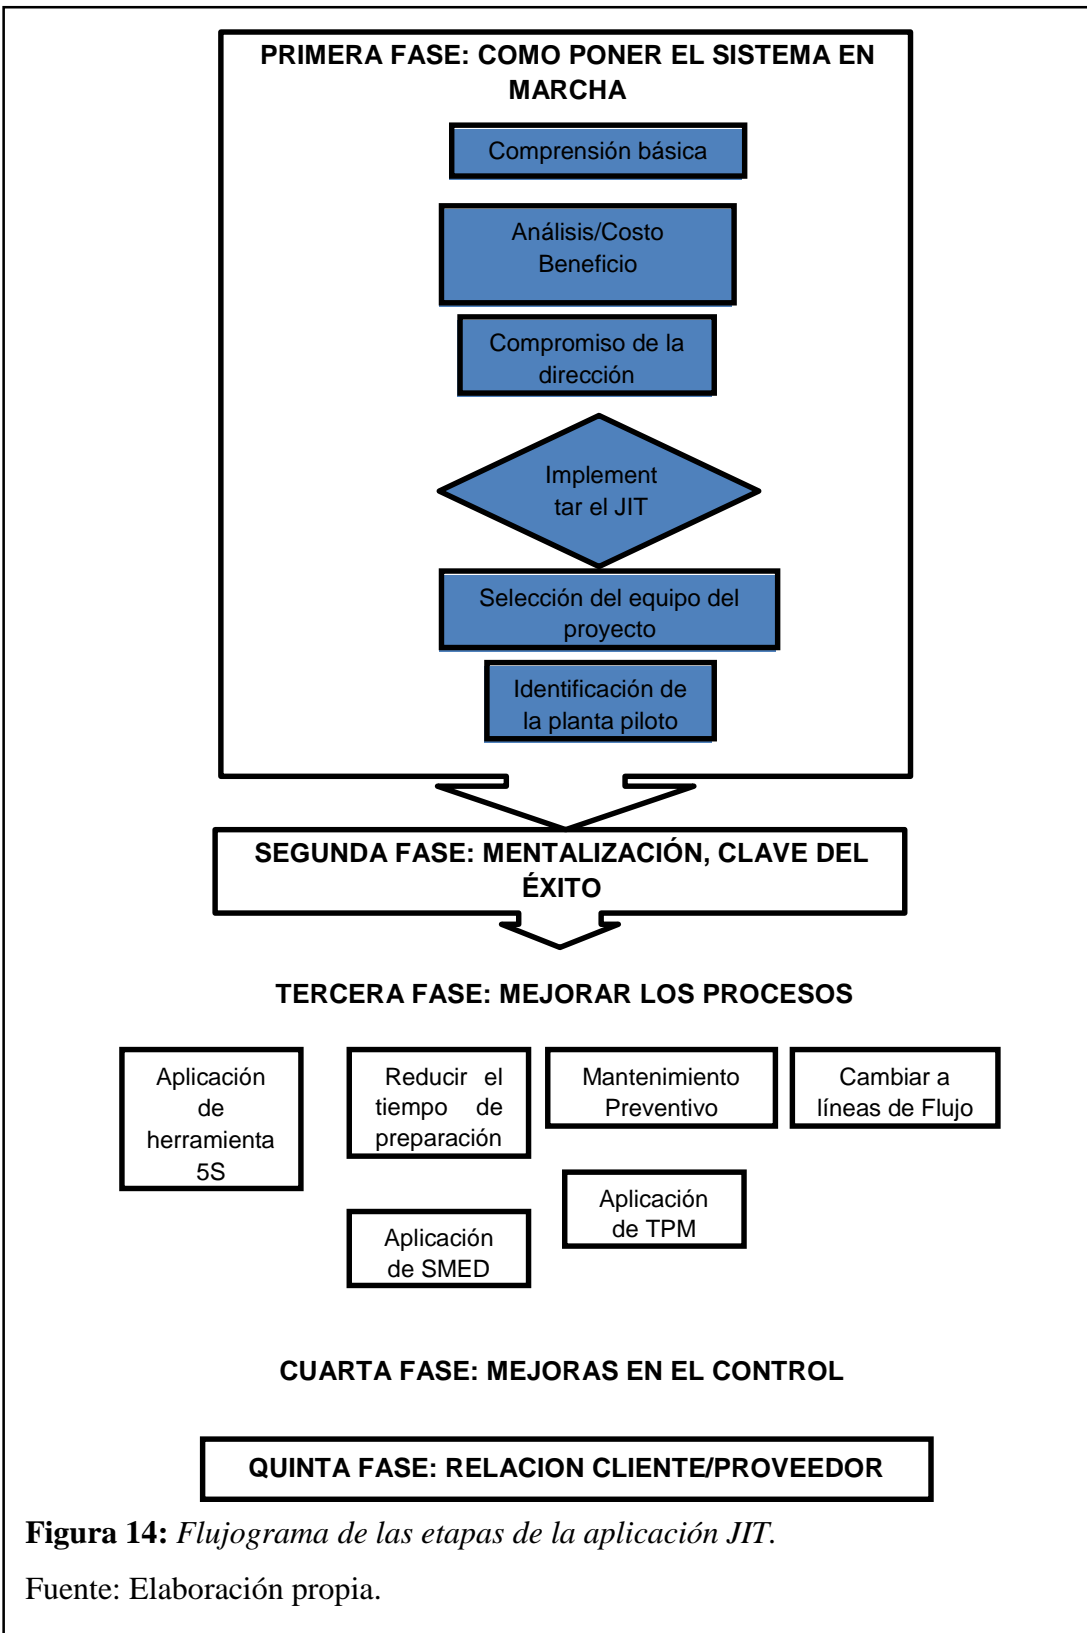 PRIMERA FASE: COMO PONER EL SISTEMA EN
MARCHA
Comprensión básica
Análisis/Costo
Beneficio
Compromiso de la
dirección
Implement
tar el JIT
Selección del equipo del
proyecto
Identificación de
la planta piloto
SEGUNDA FASE: MENTALIZACIÓN, CLAVE DEL
ÉXITO
TERCERA FASE: MEJORAR LOS PROCESOS
Aplicación
de
herramienta
5S
Reducir el
tiempo de
preparación
Mantenimiento
Preventivo
Cambiar a
líneas de Flujo
Aplicación
de TPM
Aplicación
de SMED
CUARTA FASE: MEJORAS EN EL CONTROL
QUINTA FASE: RELACION CLIENTE/PROVEEDOR
Figura 14: Flujograma de las etapas de la aplicación JIT.
Fuente: Elaboración propia.